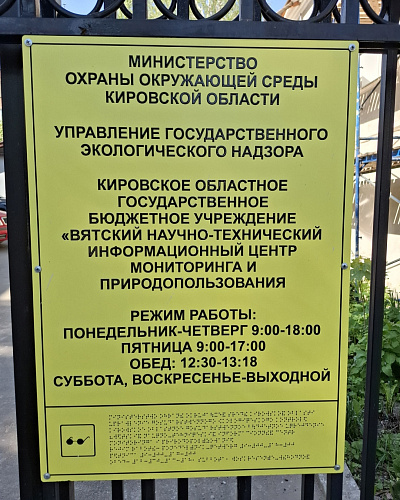 МИНИСТЕРСТВО
ОХРАНЫ ОКРУЖАЮЩЕЙ СРЕДЫ
КИРОВСКОЙ ОБЛАСТИ
УПРАВЛЕНИЕ ГОСУДАРСТВЕННОГО
ЭКОЛОГИЧЕСКОГО НАДЗОРА
КИРОВСКОЕ ОБЛАСТНОЕ
ГОСУДАРСТВЕННОЕ
БЮДЖЕТНОЕ УЧРЕЖДЕНИЕ
«ВЯТСКИЙ НАУЧНО-ТЕХНИЧЕСКИЙ
ИНФОРМАЦИОННЫЙ ЦЕНТР
МОНИТОРИНГА И
ПРИРОДОПОЛЬЗОВАНИЯ
РЕЖИМ РАБОТЫ:
ПОНЕДЕЛЬНИК-ЧЕТВЕРГ 9:00-18:00
ПЯТНИЦА 9:00-17:00
ОБЕД: 12:30-13:18
СУББОТА, ВОСКРЕСЕНЬЕ-ВЫХОДНОЙ